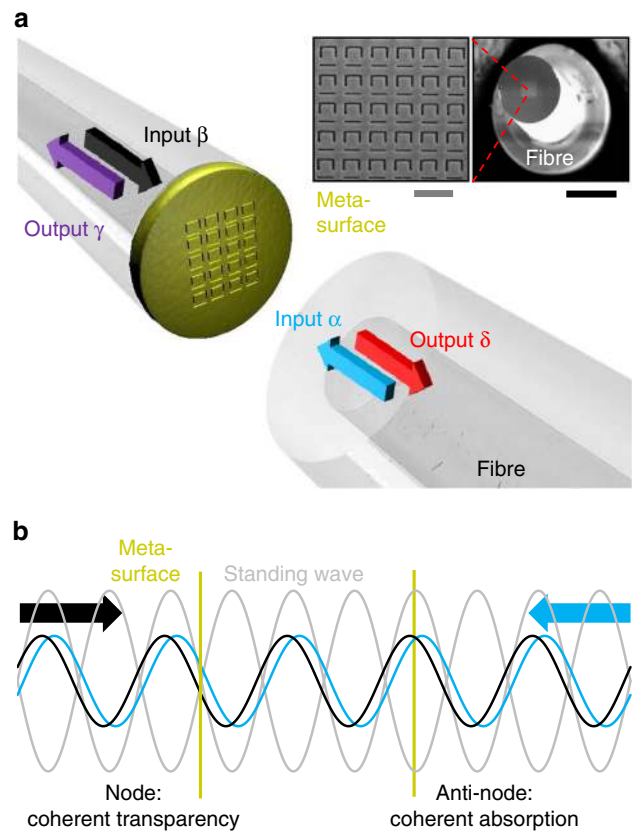 a
Input β
Output γ
Fibre
Meta-
surface
Input α
Output δ
Fibre
b
Meta-
surface
Standing wave
Node:
coherent transparency
Anti-node:
coherent absorption